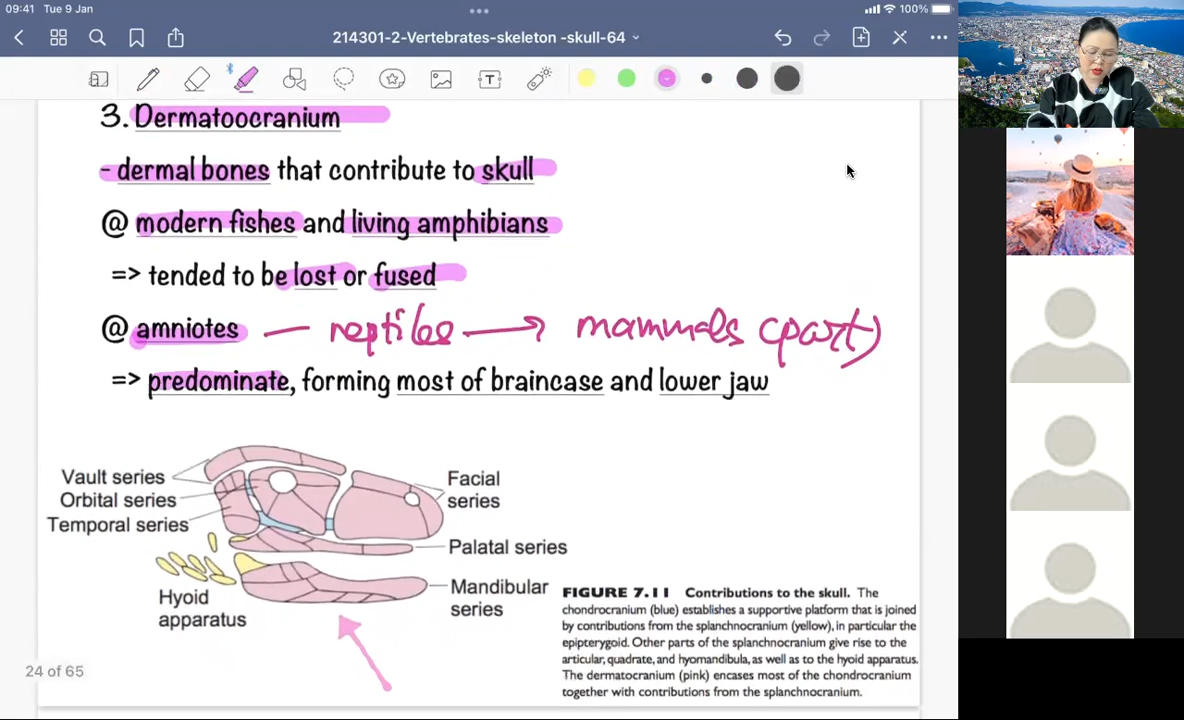 09:41 Tue 9 Jan
100%
214301-2-Vertebrates-skeleton -skull-64
3. Dermatoocranium
- dermal bones that contribute to skull
@ modern fishes and living amphibians
=> tended to be lost or fused
@ amniotes — reptiles → mammals (part)
=> predominate, forming most of braincase and lower jaw
Vault series
Orbital series
Temporal series
Hyoid
apparatus
Facial
series
Palatal series
Mandibular
series
FIGURE 7.11 Contributions to the skull. The
chondrocranium (blue) establishes a supportive platform that is joined
by contributions from the splanchnocranium (yellow), in particular the
epipterygoid. Other parts of the splanchnocranium give rise to the
articular, quadrate, and hyomandibula, as well as to the hyoid apparatus.
The dermatocranium (pink) encases most of the chondrocranium
together with contributions from the splanchnocranium.
24 of 65